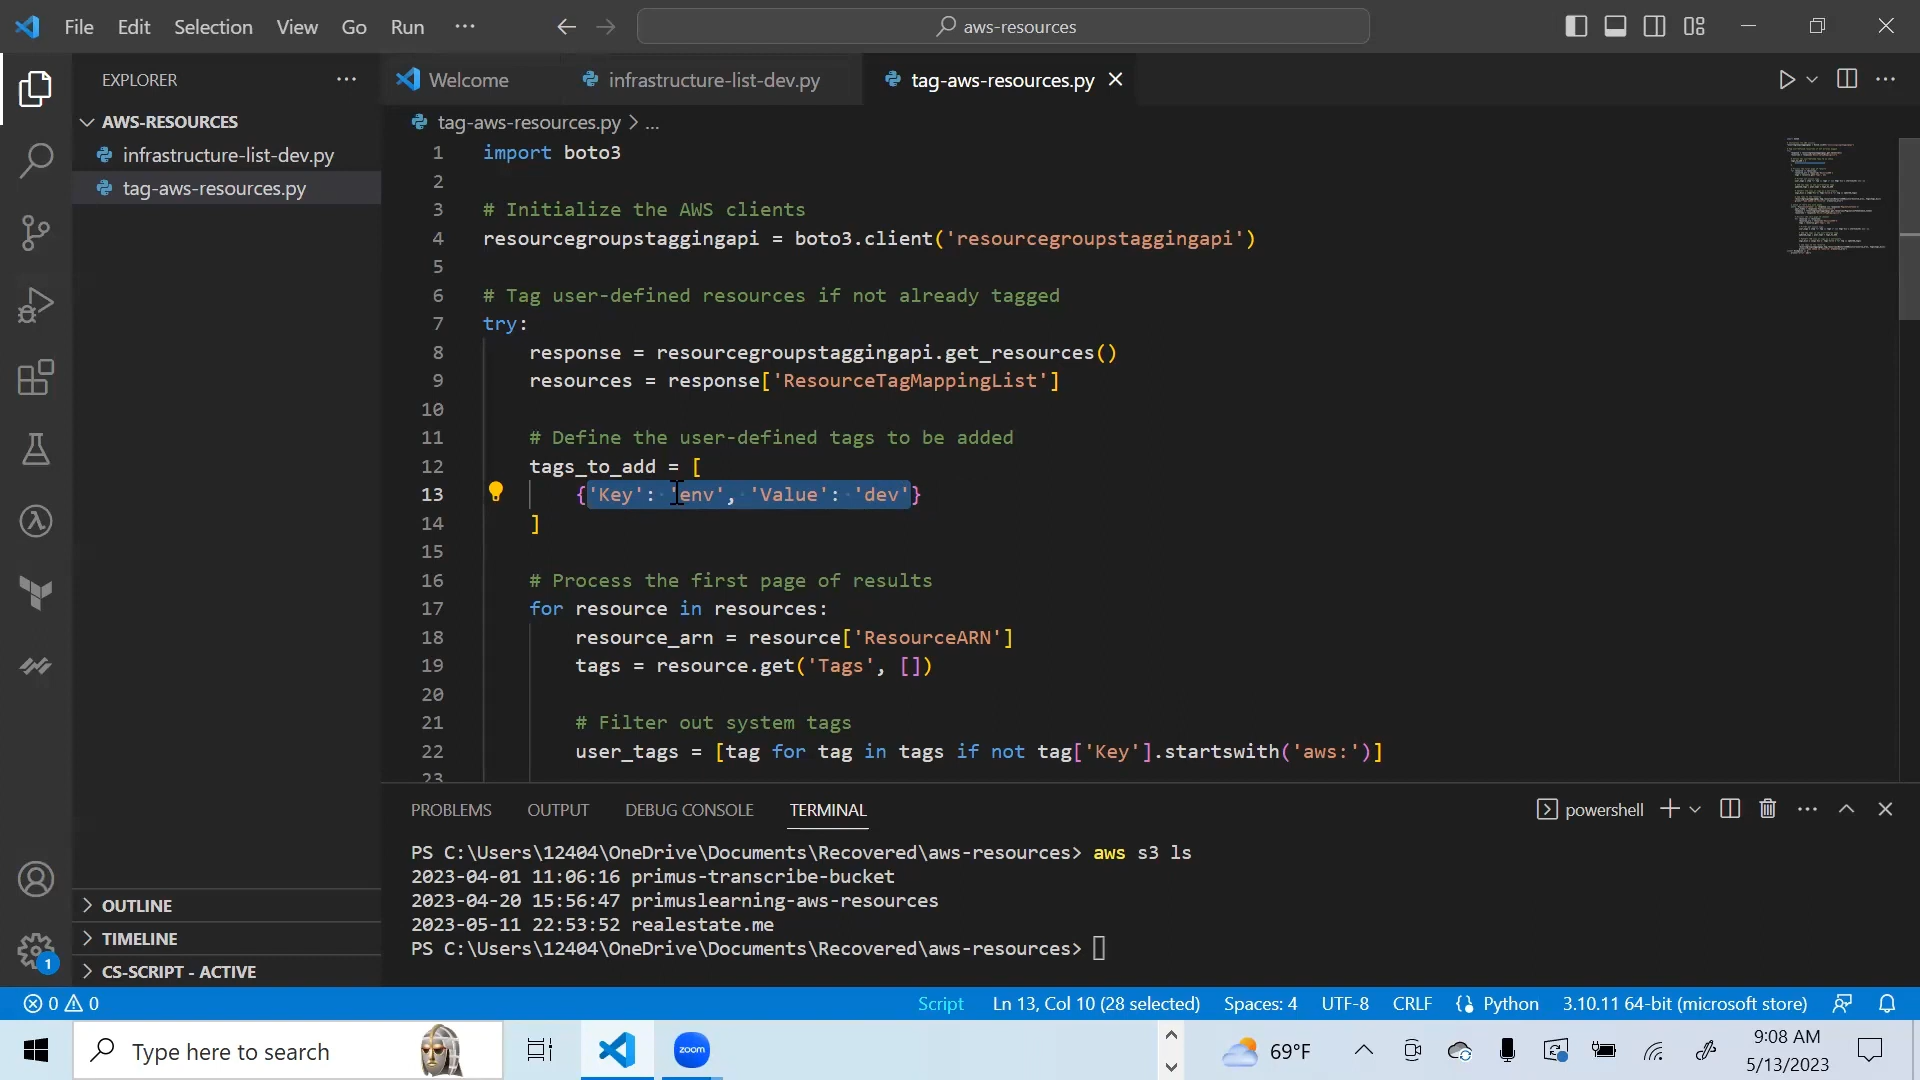 File Edit Selection View Go Run ··· aws-resources
EXPLORER ···
Welcome infrastructure-list-dev.py tag-aws-resources.py
AWS-RESOURCES
infrastructure-list-dev.py
tag-aws-resources.py
OUTLINE
TIMELINE
CS-SCRIPT - ACTIVE
1
tag-aws-resources.py > ...
1 import boto3
2
3 # Initialize the AWS clients
4 resourcegroupstaggingapi = boto3.client('resourcegroupstaggingapi')
5
6 # Tag user-defined resources if not already tagged
7 try:
8 response = resourcegroupstaggingapi.get_resources()
9 resources = response['ResourceTagMappingList']
10
11 # Define the user-defined tags to be added
12 tags_to_add = [
13 {'Key': 'env', 'Value': 'dev'}
14 ]
15
16 # Process the first page of results
17 for resource in resources:
18 resource_arn = resource['ResourceARN']
19 tags = resource.get('Tags', [])
20
21 # Filter out system tags
22 user_tags = [tag for tag in tags if not tag['Key'].startswith('aws:')]
23
PROBLEMS OUTPUT DEBUG CONSOLE TERMINAL powershell
PS C:\Users\12404\OneDrive\Documents\Recovered\aws-resources> aws s3 ls
2023-04-01 11:06:16 primus-transcribe-bucket
2023-04-20 15:56:47 primuslearning-aws-resources
2023-05-11 22:53:52 realestate.me
PS C:\Users\12404\OneDrive\Documents\Recovered\aws-resources>
0 0 Script Ln 13, Col 10 (28 selected) Spaces: 4 UTF-8 CRLF Python 3.10.11 64-bit (microsoft store)
Type here to search zoom 69°F 9:08 AM
5/13/2023